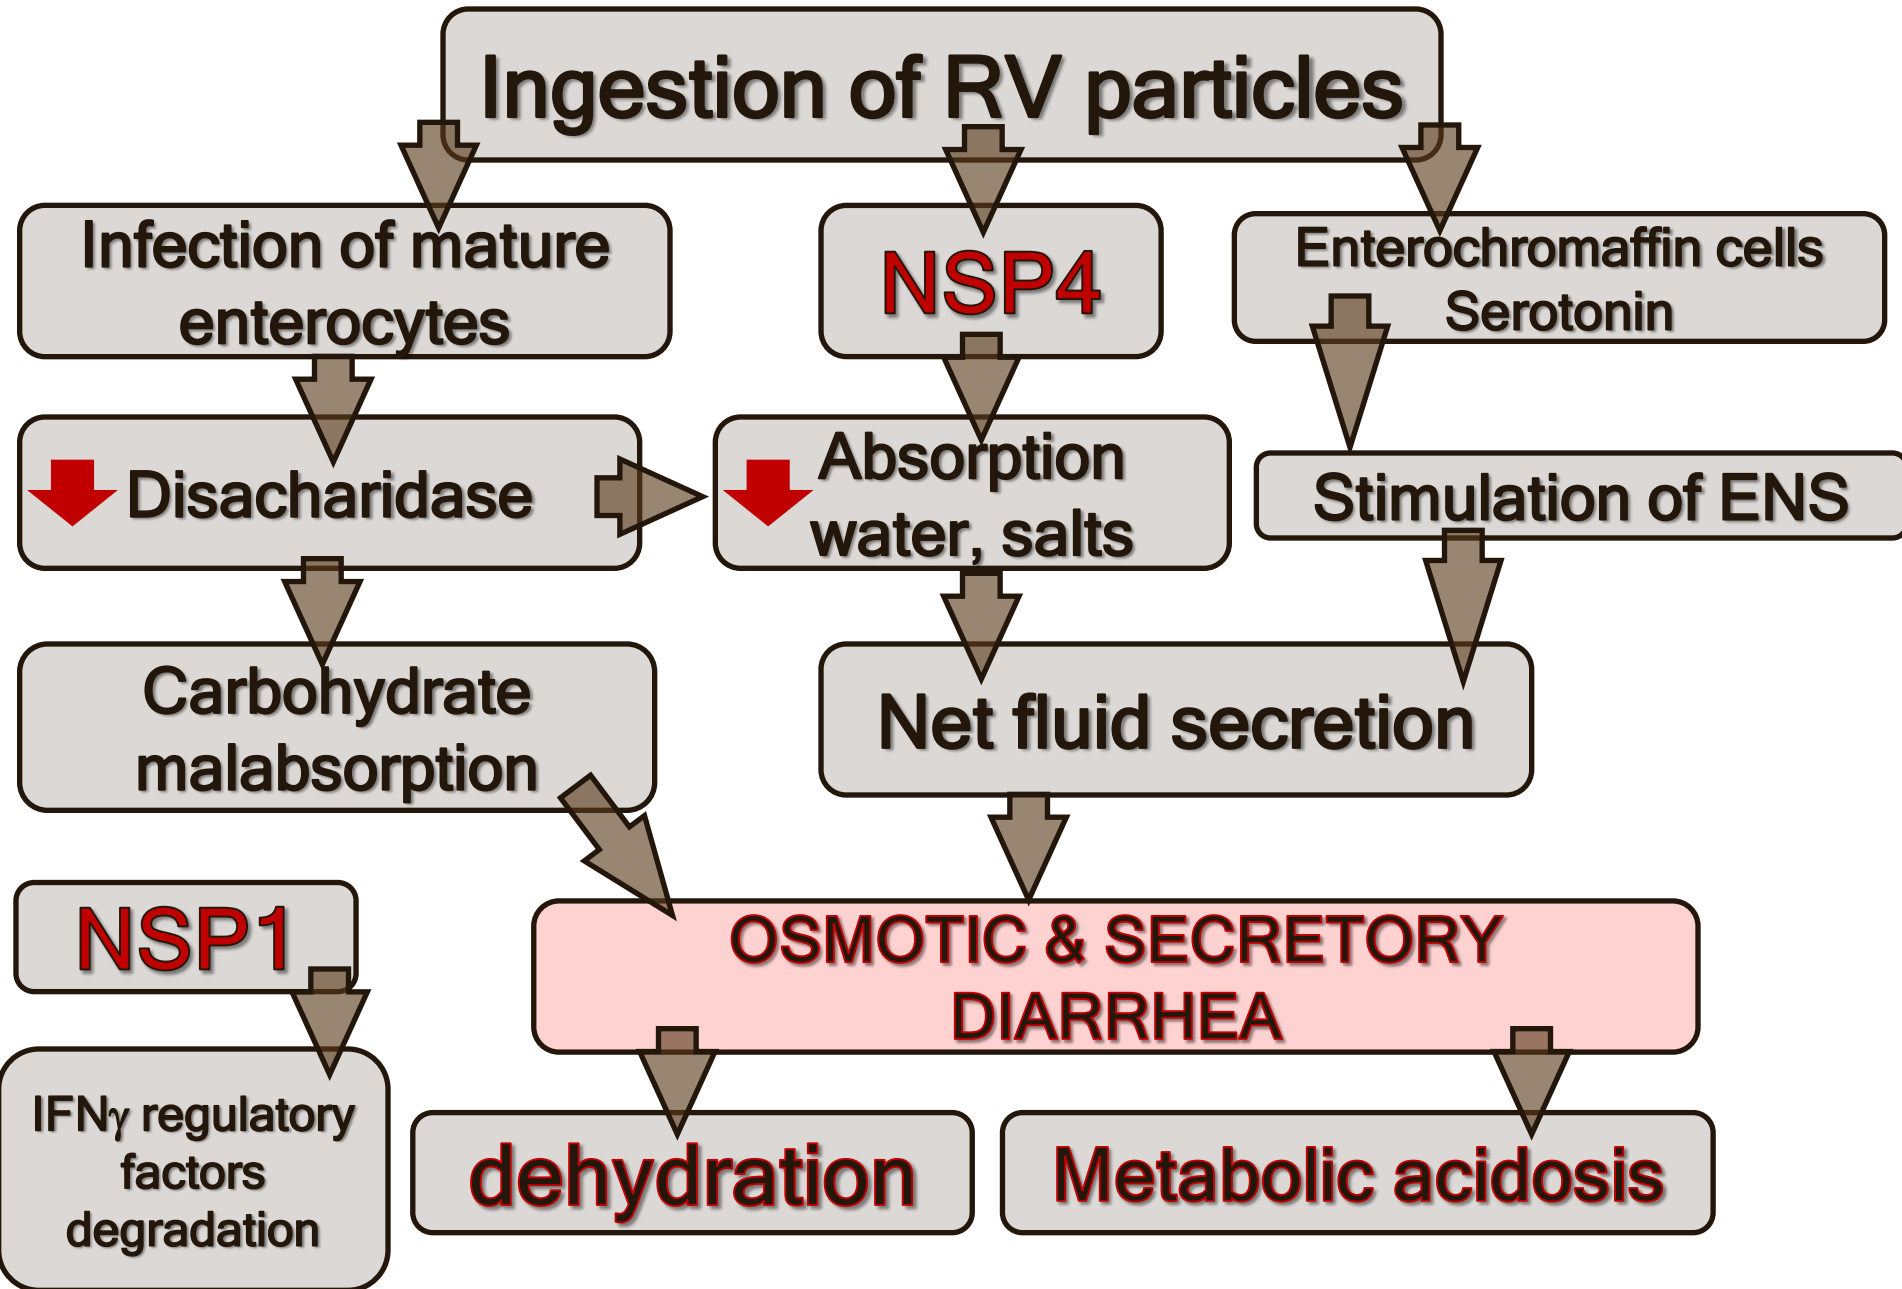 Ingestion of RV particles
Infection of mature
enterocytes
NSP4
Enterochromaffin cells
Serotonin
Disacharidase
Absorption
water, salts
Stimulation of ENS
Carbohydrate
malabsorption
Net fluid secretion
NSP1
OSMOTIC & SECRETORY
DIARRHEA
IFNγ regulatory
factors
degradation
dehydration
Metabolic acidosis